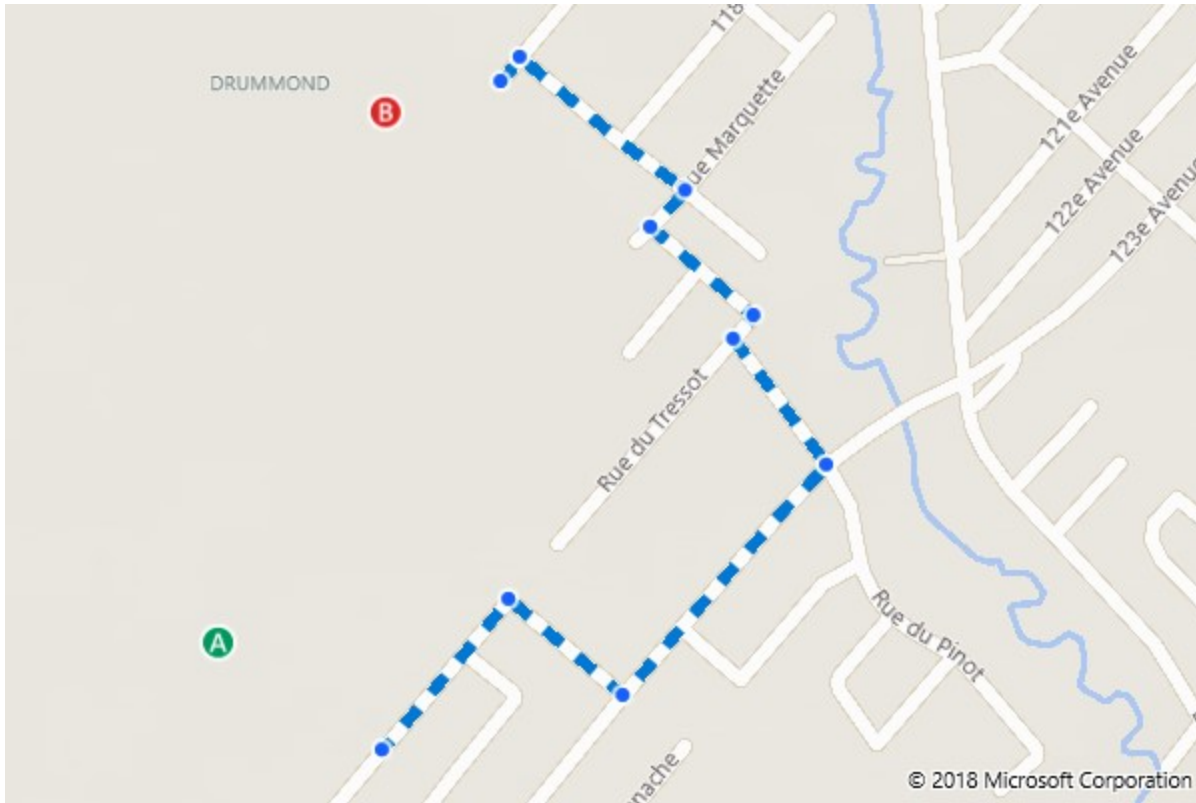 118
DRUMMOND
B
ue Marquette
121e Avenue
122e Avenue
123e Avenue
Rue du Tressot
A
Rue du Pinot
nache
© 2018 Microsoft Corporation